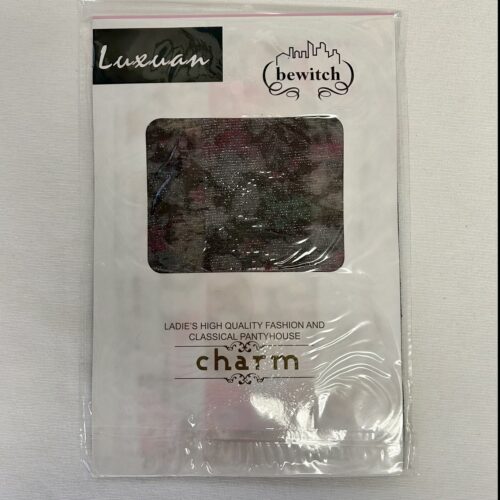 Luxuan
bewitch
LADIE'S HIGH QUALITY FASHION AND
CLASSICAL PANTYHOUSE
charm